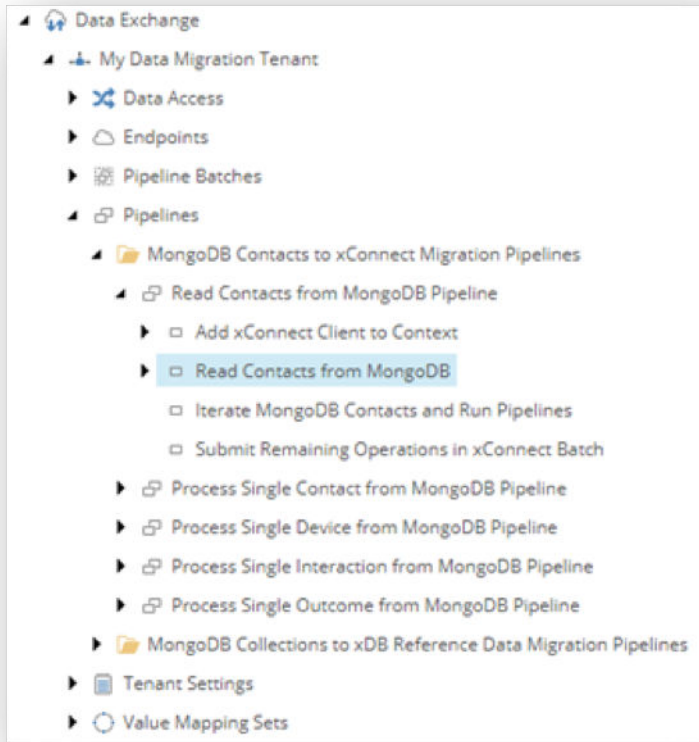 Data Exchange
My Data Migration Tenant
Data Access
Endpoints
Pipeline Batches
Pipelines
MongoDB Contacts to xConnect Migration Pipelines
Read Contacts from MongoDB Pipeline
Add xConnect Client to Context
Read Contacts from MongoDB
Iterate MongoDB Contacts and Run Pipelines
Submit Remaining Operations in xConnect Batch
Process Single Contact from MongoDB Pipeline
Process Single Device from MongoDB Pipeline
Process Single Interaction from MongoDB Pipeline
Process Single Outcome from MongoDB Pipeline
MongoDB Collections to xDB Reference Data Migration Pipelines
Tenant Settings
Value Mapping Sets